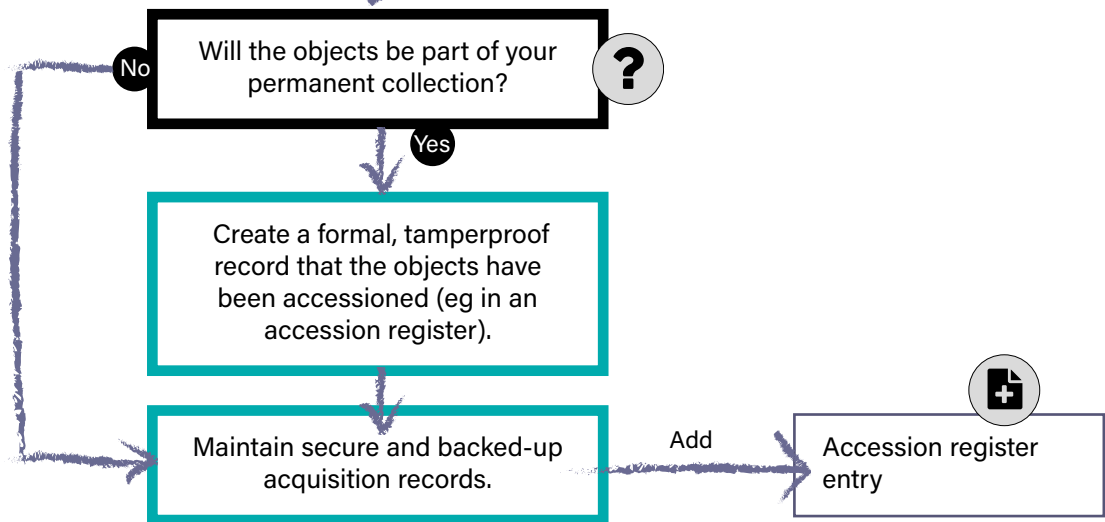 Will the objects be part of your
permanent collection?
?
No
Yes
Create a formal, tamperproof
record that the objects have
been accessioned (eg in an
accession register).
Maintain secure and backed-up
acquisition records.
Add
Accession register
entry